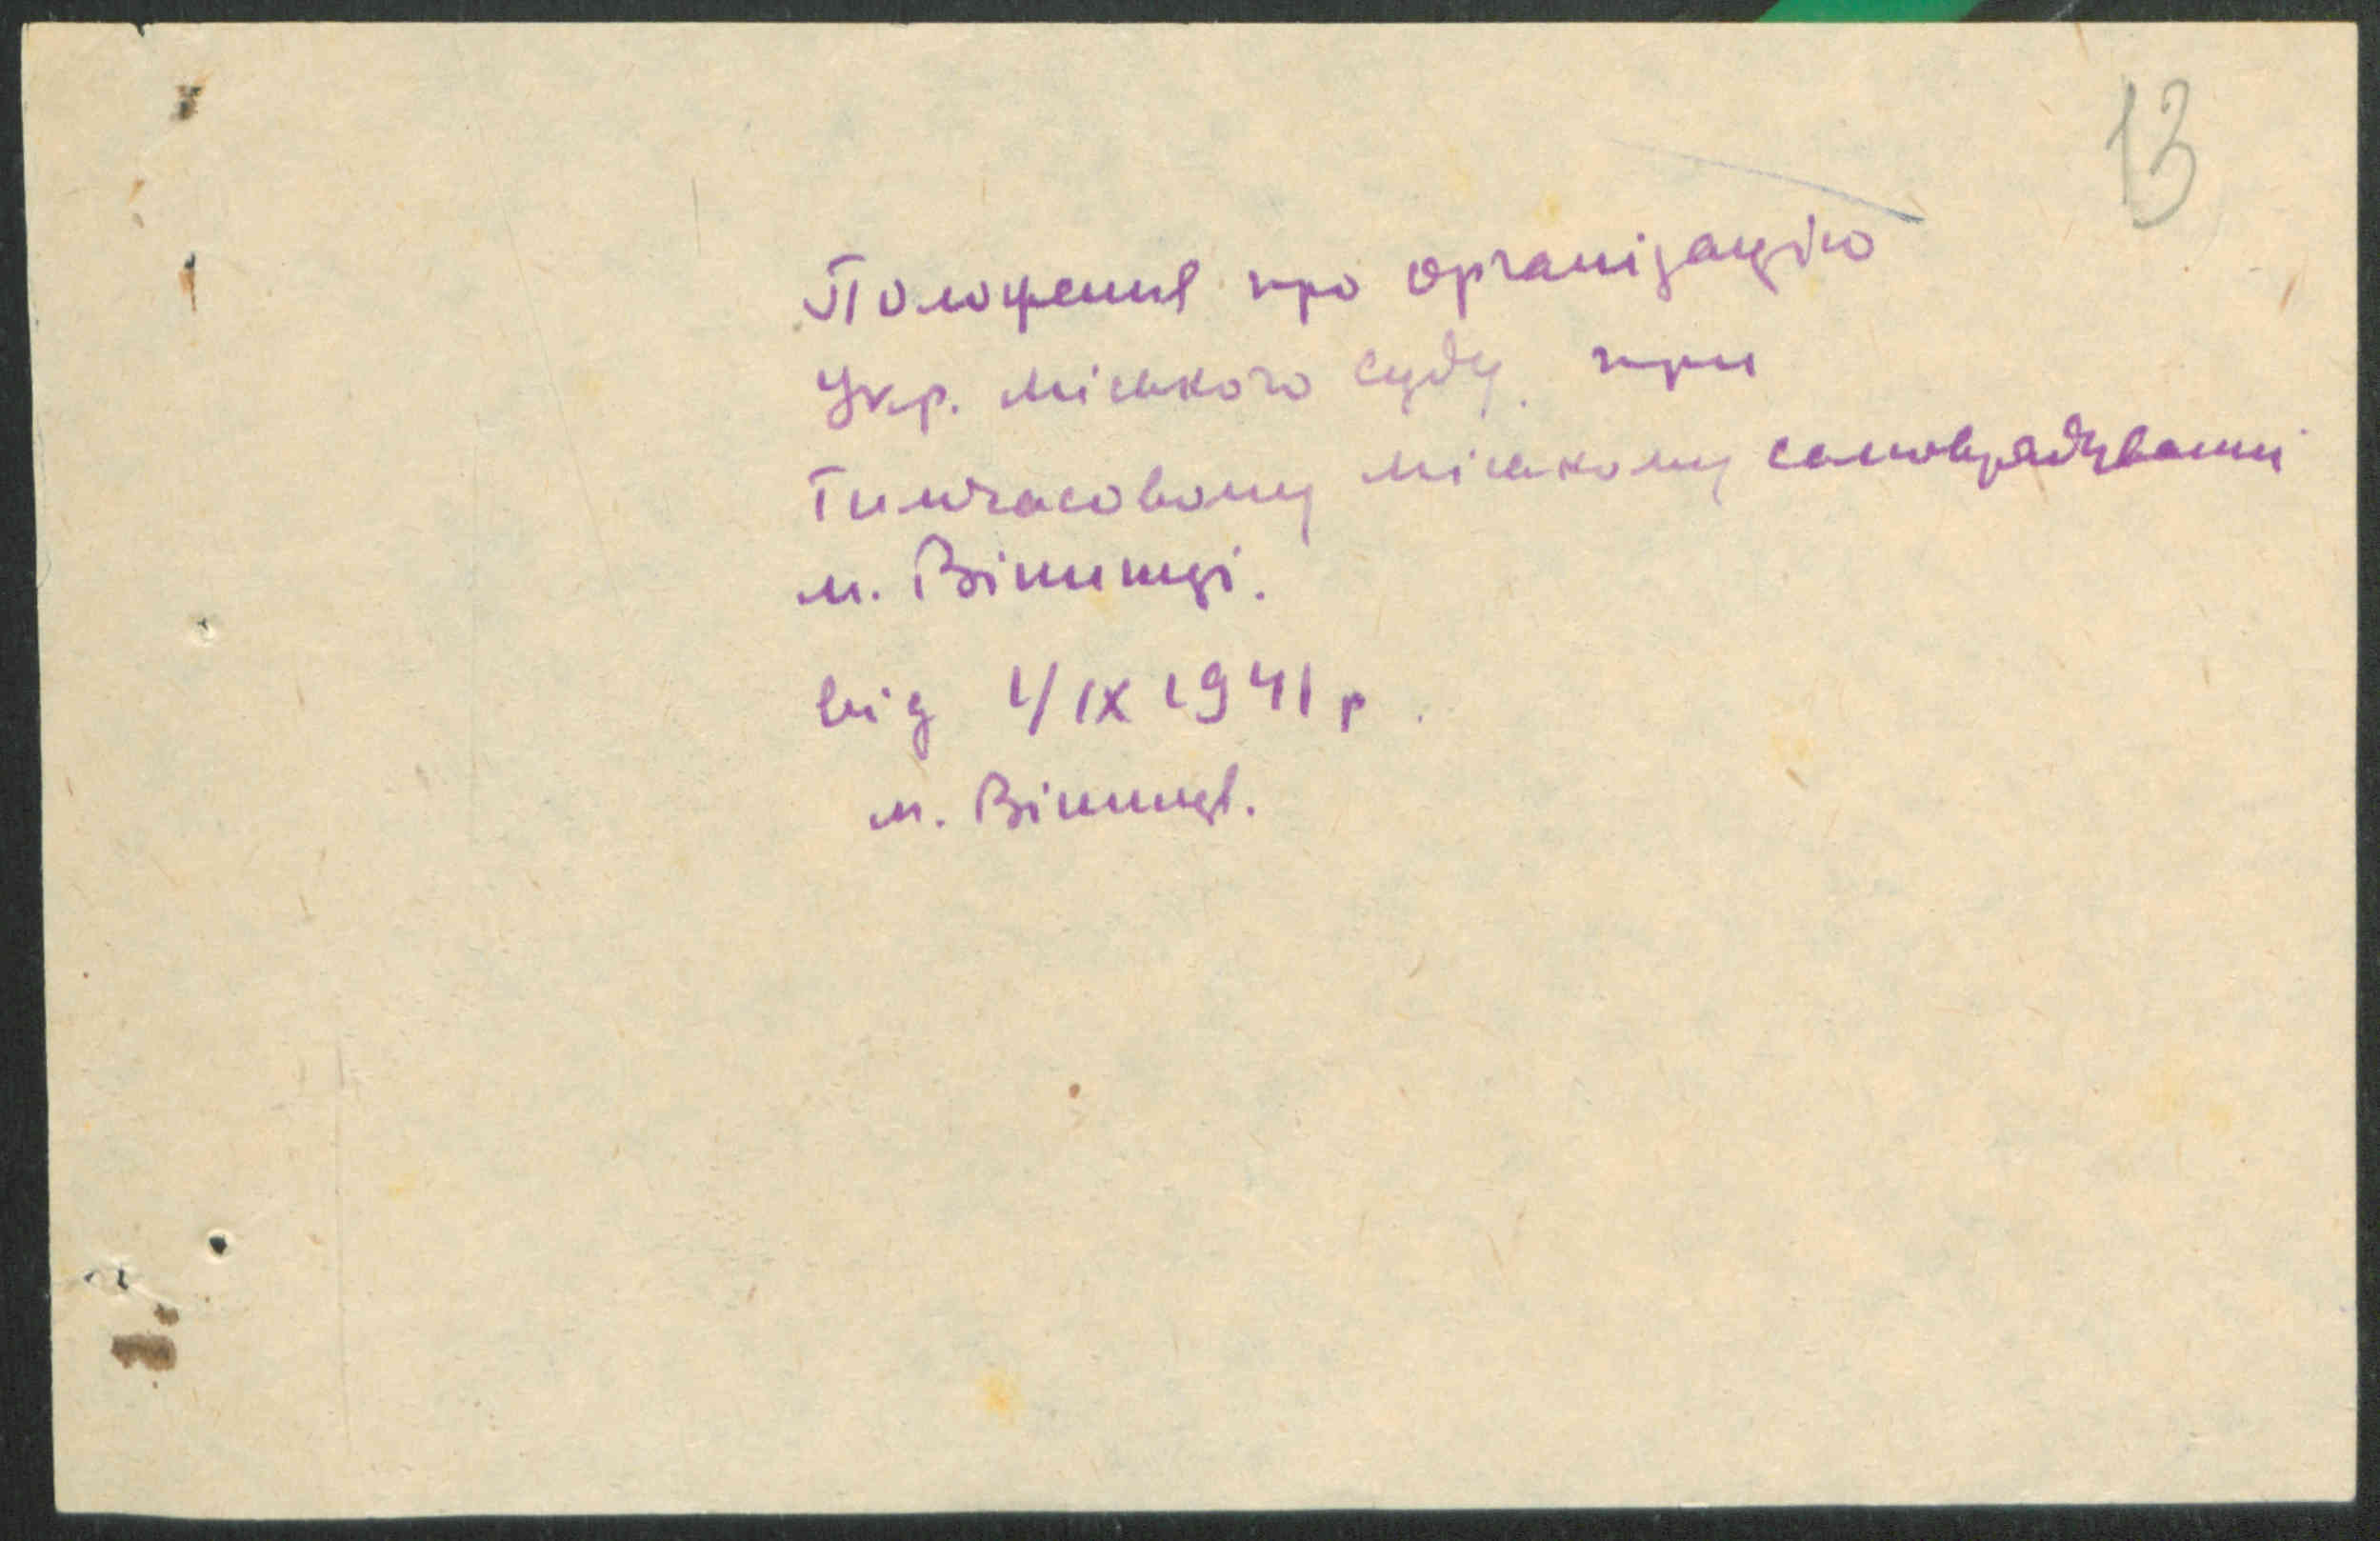 13
Положення про організацію
Укр. міського суду при
Тимчасовому міському самоврядуванні
м. Вінниці.
від 1/IX 1941 р.
м. Вінниця.